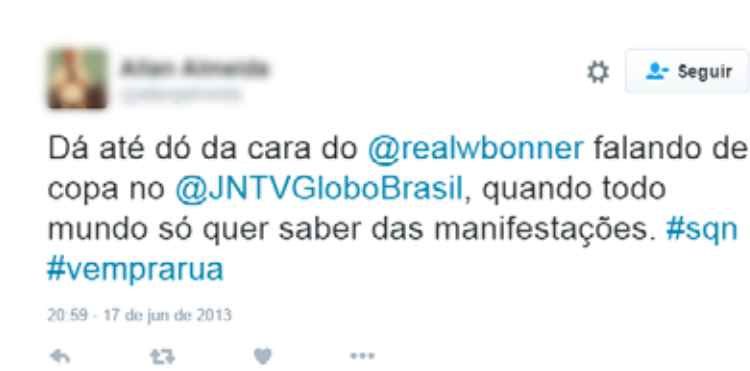 Seguir
Dá até dó da cara do @realwbonner falando de
copa no @JNTVGloboBrasil, quando todo
mundo só quer saber das manifestações. #sqn
#vemprarua
20:59 - 17 de jun de 2013